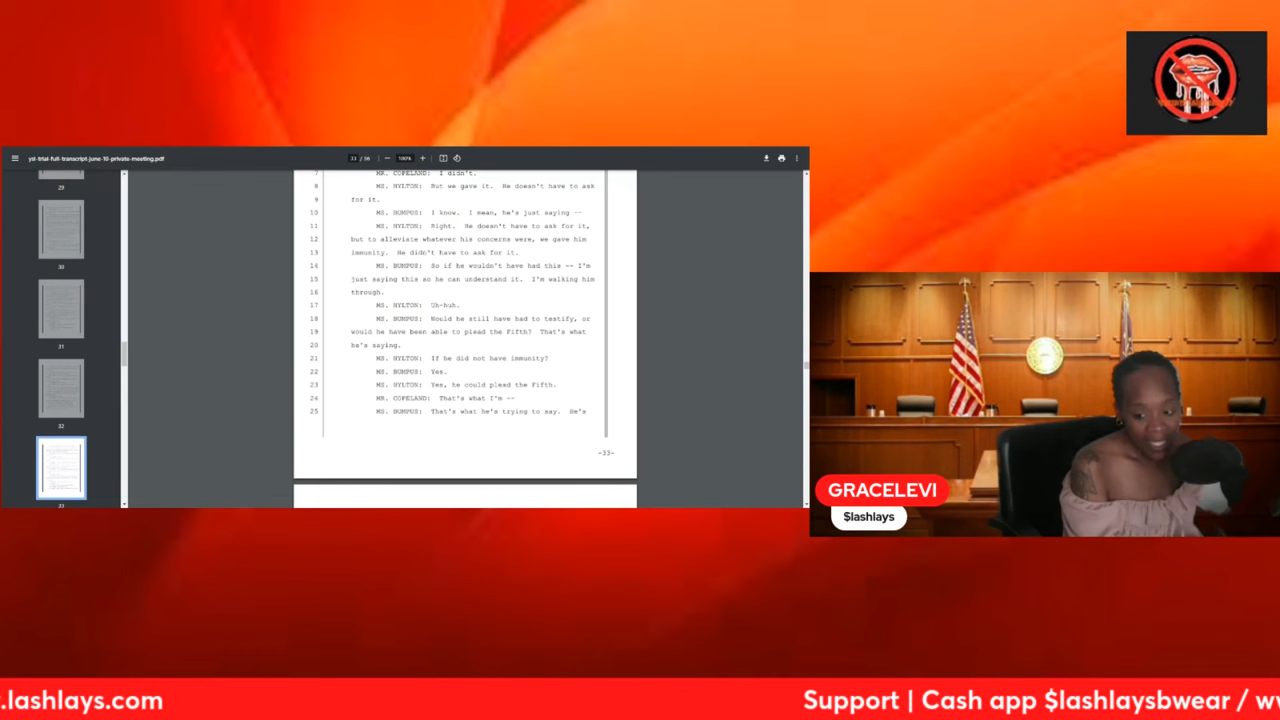 ysl-trial-full-transcript-june-10-private-meeting.pdf
33 / 56
100%
29
30
31
32
33
7 MR. COPELAND: I didn't.
8 MS. HYLTON: But we gave it. He doesn't have to ask
9 for it.
10 MS. BUMPUS: I know. I mean, he's just saying --
11 MS. HYLTON: Right. He doesn't have to ask for it,
12 but to alleviate whatever his concerns were, we gave him
13 immunity. He didn't have to ask for it.
14 MS. BUMPUS: So if he wouldn't have had this -- I'm
15 just saying this so he can understand it. I'm walking him
16 through.
17 MS. HYLTON: Uh-huh.
18 MS. BUMPUS: Would he still have had to testify, or
19 would he have been able to plead the Fifth? That's what
20 he's saying.
21 MS. HYLTON: If he did not have immunity?
22 MS. BUMPUS: Yes.
23 MS. HYLTON: Yes, he could plead the Fifth.
24 MR. COPELAND: That's what I'm --
25 MS. BUMPUS: That's what he's trying to say. He's
-33-
GRACELEVI
$lashlays
.lashlays.com
Support | Cash app $lashlaysbwear / ww